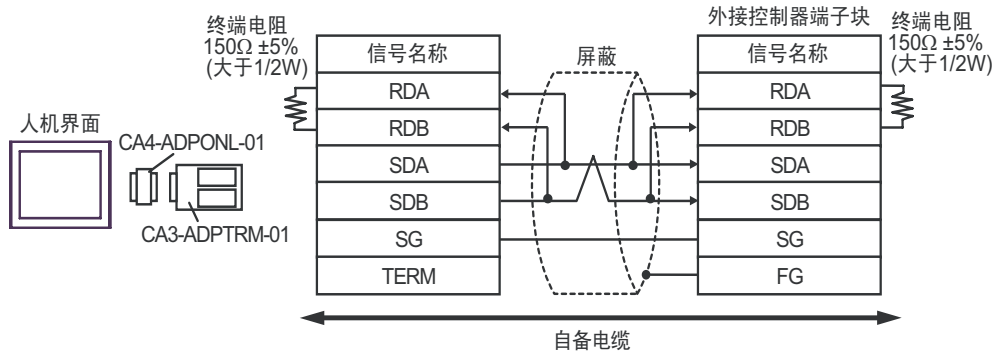 终端电阻
150Ω ±5%
(大于1/2W)
外接控制器端子块
终端电阻
150Ω ±5%
(大于1/2W)
信号名称
屏蔽
信号名称
RDA
RDA
RDB
RDB
人机界面
CA4-ADPONL-01
SDA
SDA
SDB
SDB
CA3-ADPTRM-01
SG
SG
TERM
FG
自备电缆